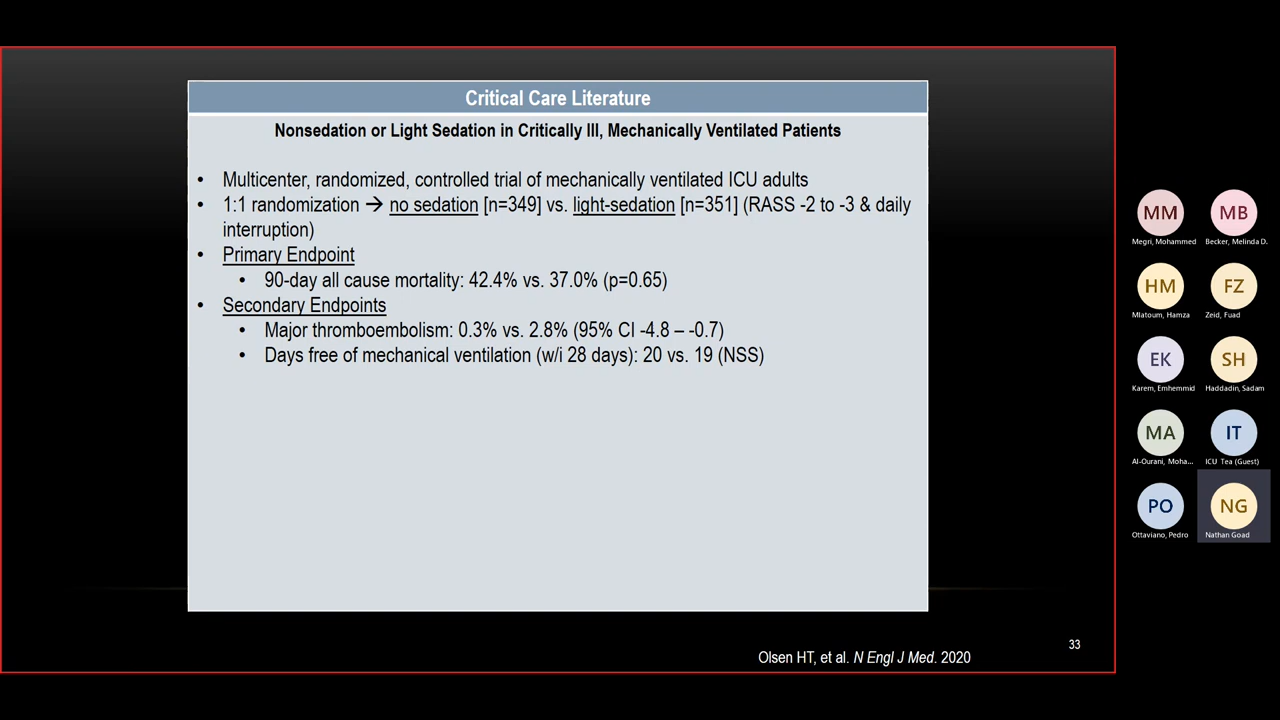 Critical Care Literature
Nonsedation or Light Sedation in Critically Ill, Mechanically Ventilated Patients
• Multicenter, randomized, controlled trial of mechanically ventilated ICU adults
• 1:1 randomization → no sedation [n=349] vs. light-sedation [n=351] (RASS -2 to -3 & daily
interruption)
• Primary Endpoint
• 90-day all cause mortality: 42.4% vs. 37.0% (p=0.65)
• Secondary Endpoints
• Major thromboembolism: 0.3% vs. 2.8% (95% CI -4.8 – -0.7)
• Days free of mechanical ventilation (w/i 28 days): 20 vs. 19 (NSS)
33
Olsen HT, et al. N Engl J Med. 2020
MM
Megri, Mohammed
MB
Becker, Melinda D.
HM
Mlatoum, Hamza
FZ
Zeid, Fuad
EK
Karem, Emhemmid
SH
Haddadin, Sadam
MA
Al-Ourani, Moha...
IT
ICU Tea (Guest)
PO
Ottaviano, Pedro
NG
Nathan Goad